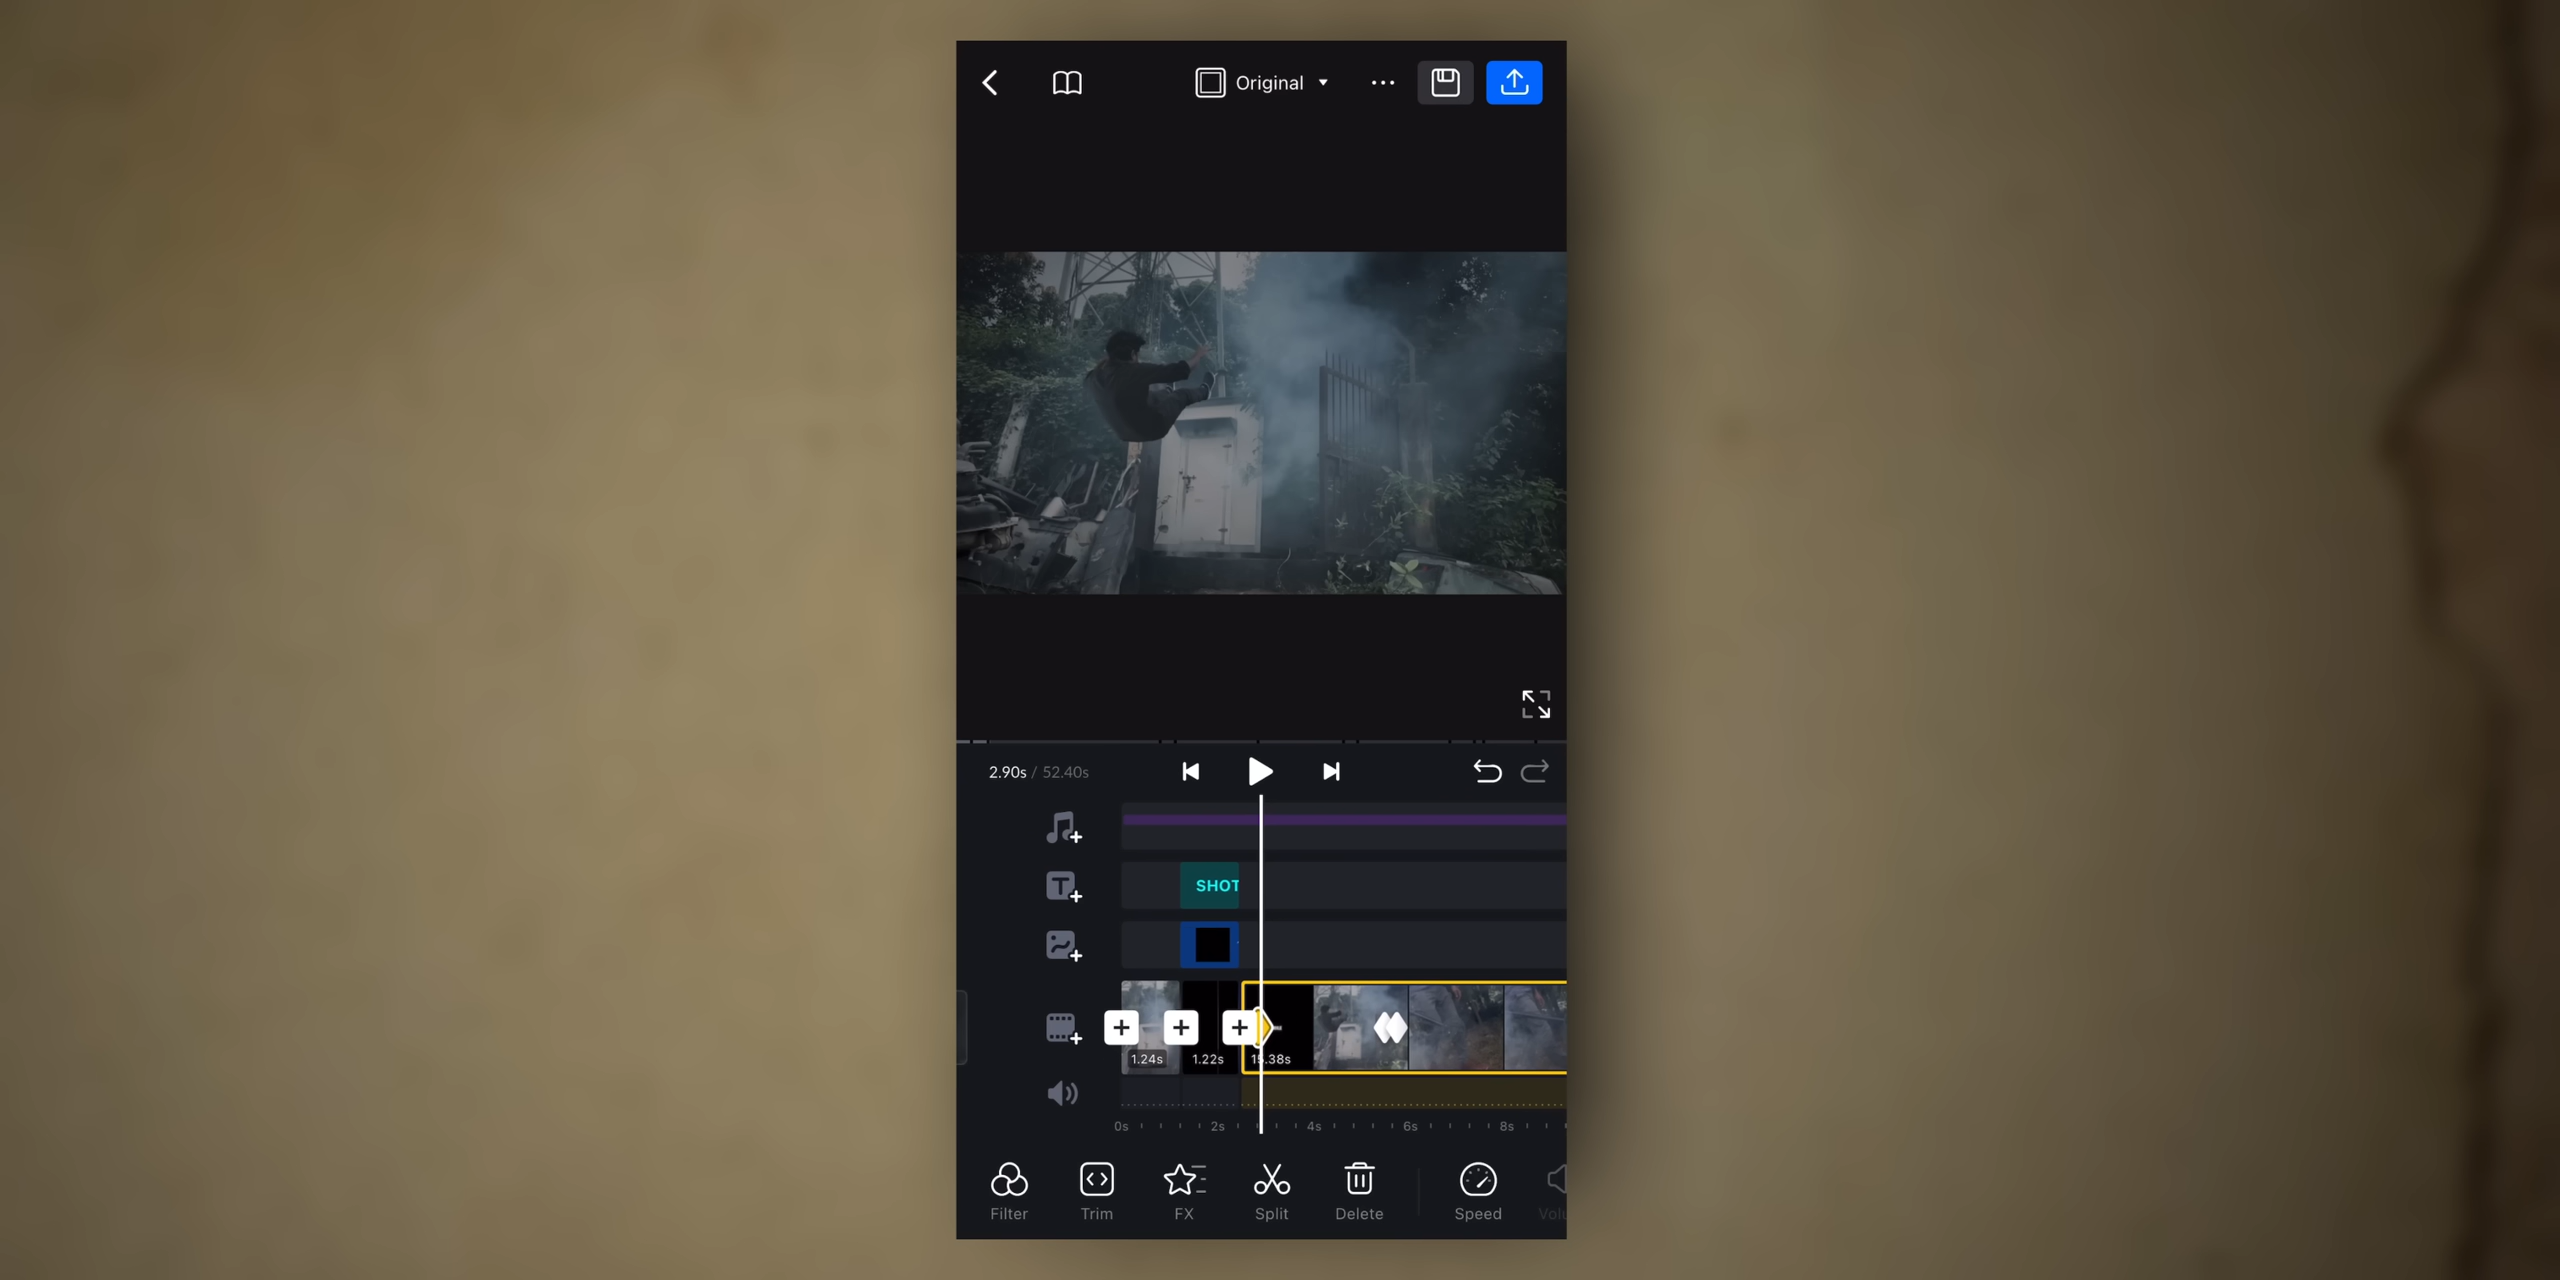 Original
2.90s / 52.40s
SHOT
1.24s
1.22s
15.38s
0s 2s 4s 6s 8s
Filter
Trim
FX
Split
Delete
Speed
Volu